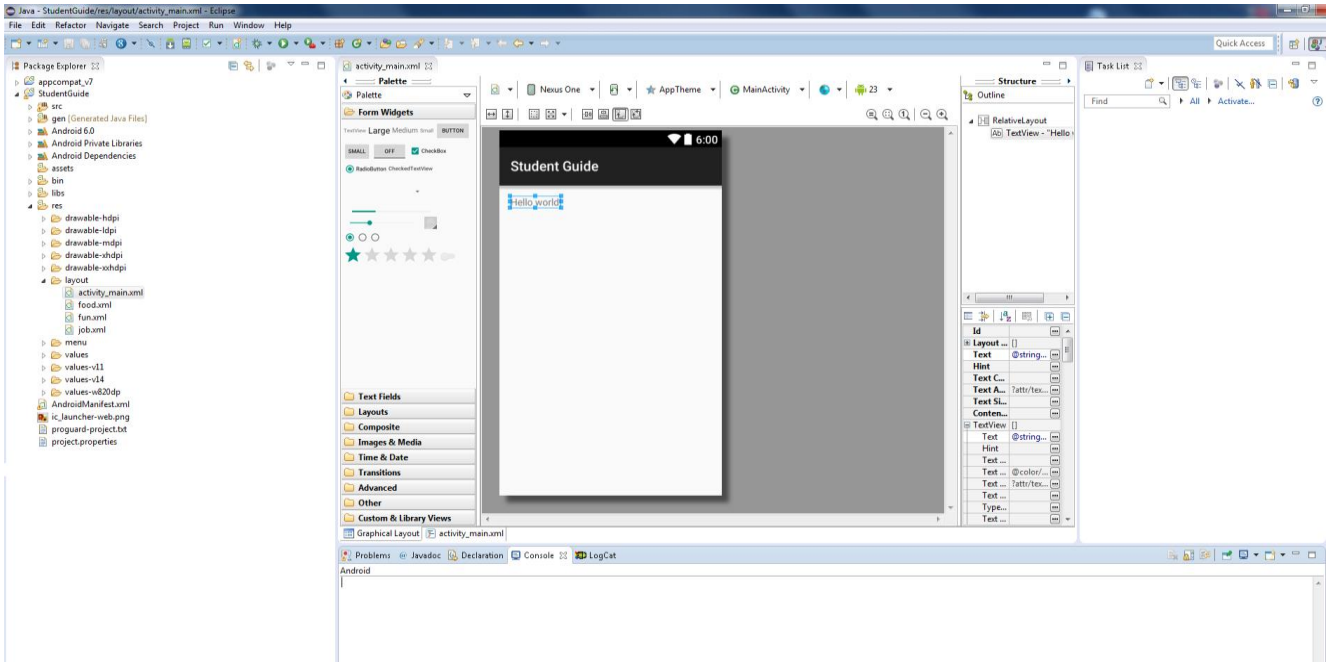 Java - StudentGuide/res/layout/activity_main.xml - Eclipse
File Edit Refactor Navigate Search Project Run Window Help
Quick Access
Package Explorer
appcompat_v7
StudentGuide
src
gen [Generated Java Files]
Android 6.0
Android Private Libraries
Android Dependencies
assets
bin
libs
res
drawable-hdpi
drawable-ldpi
drawable-mdpi
drawable-xhdpi
drawable-xxhdpi
layout
activity_main.xml
food.xml
fun.xml
job.xml
menu
values
values-v11
values-v14
values-w820dp
AndroidManifest.xml
ic_launcher-web.png
proguard-project.txt
project.properties
activity_main.xml
Palette
Palette
Form Widgets
TextView Large Medium Small BUTTON
SMALL OFF CheckBox
RadioButton CheckedTextView
Text Fields
Layouts
Composite
Images & Media
Time & Date
Transitions
Advanced
Other
Custom & Library Views
Graphical Layout activity_main.xml
Nexus One AppTheme MainActivity 23
6:00
Student Guide
Hello world
Structure
Outline
RelativeLayout
Ab TextView - "Hello
Id
Layout ... []
Text @string...
Hint
Text C...
Text A... ?attr/tex...
Text Si...
Conten...
TextView []
Text @string...
Hint
Text ...
Text ... @color/...
Text ... ?attr/tex...
Text ...
Type...
Text ...
Task List
Find All Activate...
Problems Javadoc Declaration Console LogCat
Android